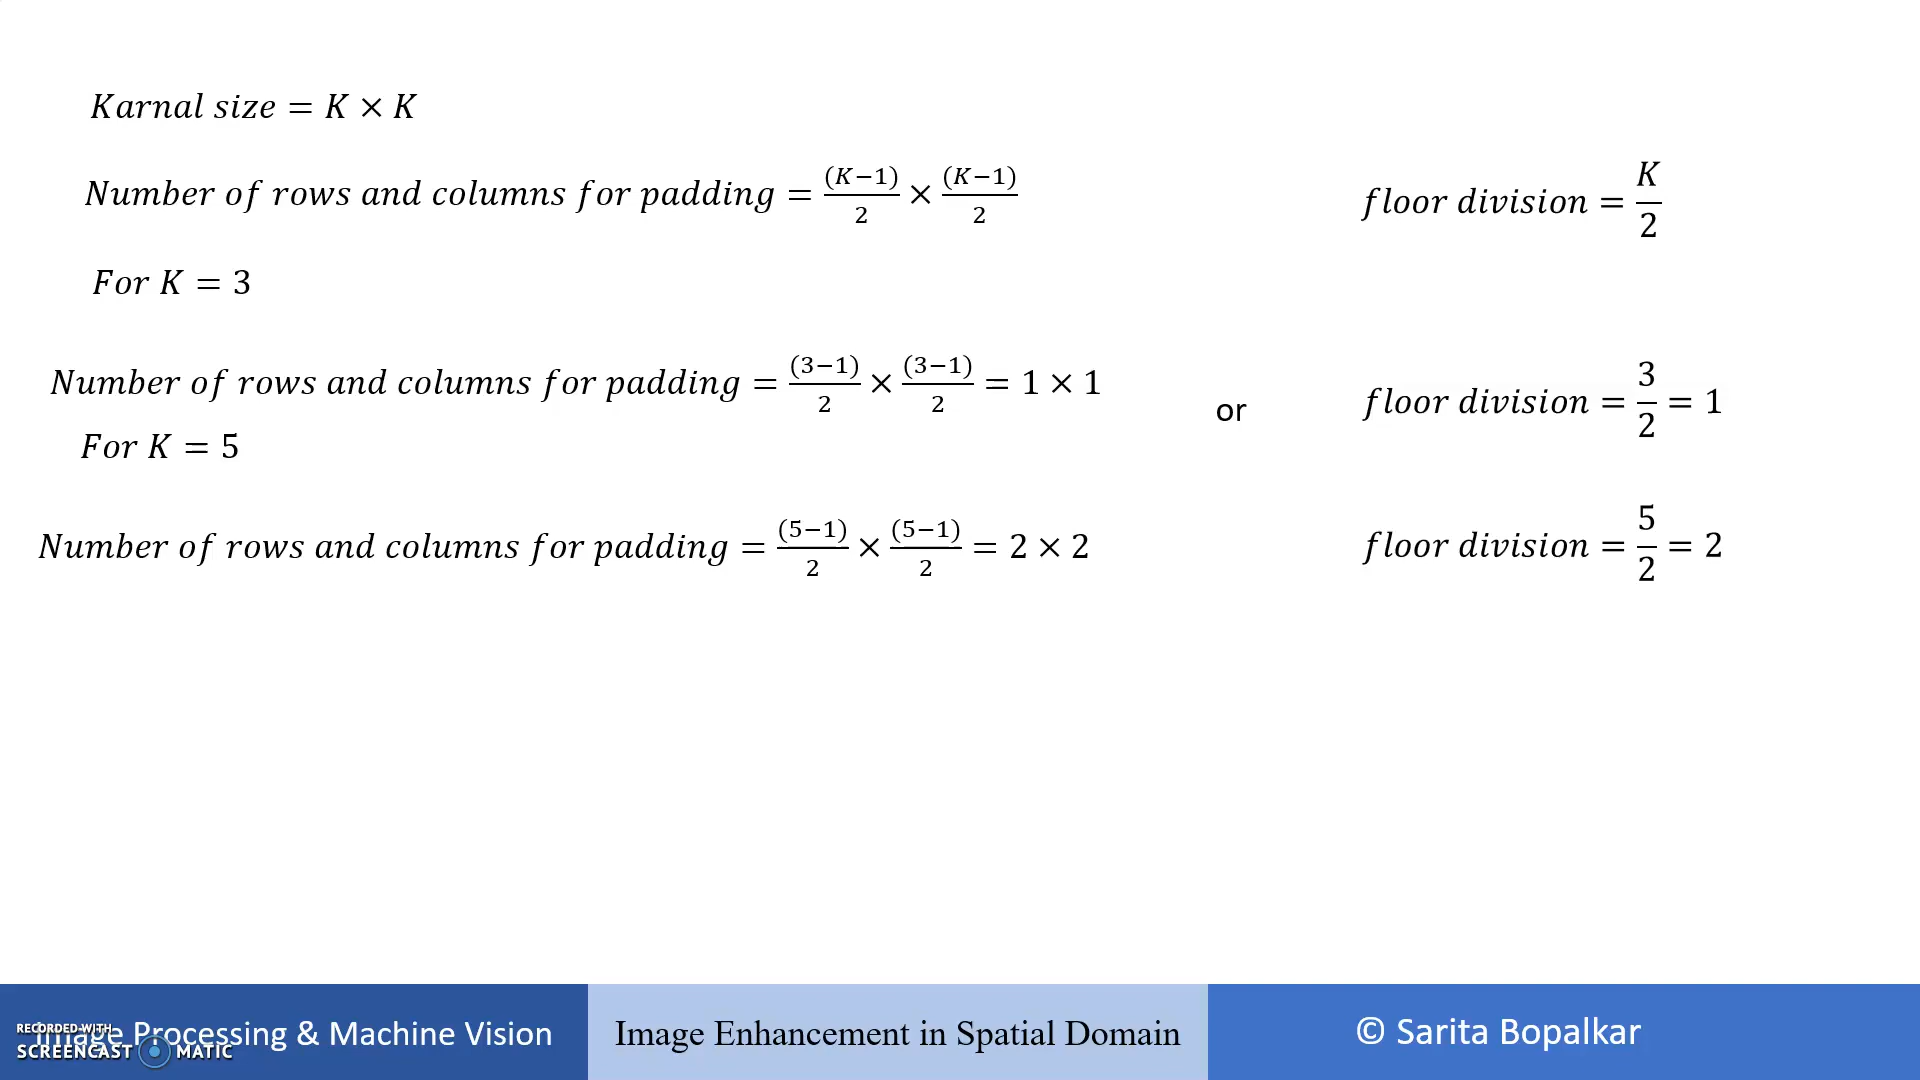 Karnal size = K × K
Number of rows and columns for padding = (K−1)/2 × (K−1)/2
floor division = K/2
For K = 3
Number of rows and columns for padding = (3−1)/2 × (3−1)/2 = 1 × 1
or
floor division = 3/2 = 1
For K = 5
Number of rows and columns for padding = (5−1)/2 × (5−1)/2 = 2 × 2
floor division = 5/2 = 2
Image Processing & Machine Vision
RECORDED WITH
SCREENCAST MATIC
Image Enhancement in Spatial Domain
© Sarita Bopalkar